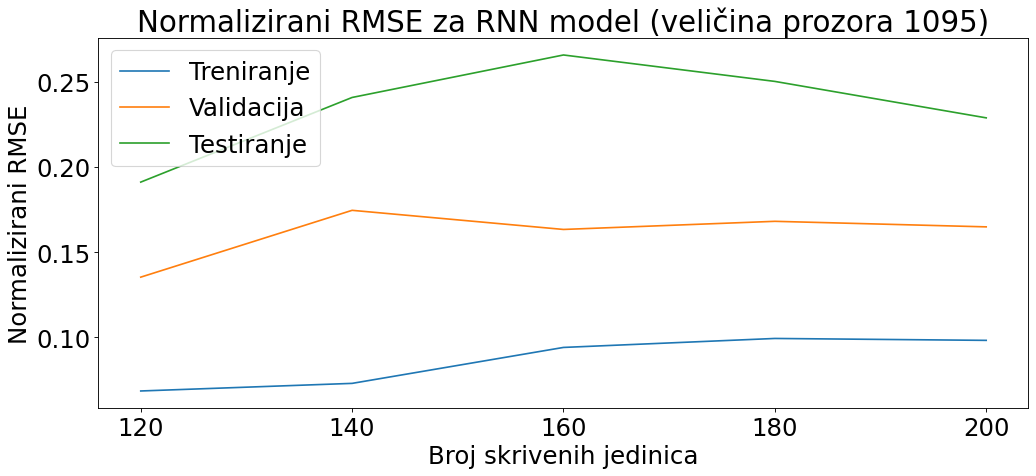 Normalizirani RMSE za RNN model (veličina prozora 1095)
Treniranje
Validacija
Testiranje
Normalizirani RMSE
0.25
0.20
0.15
0.10
120 140 160 180 200
Broj skrivenih jedinica